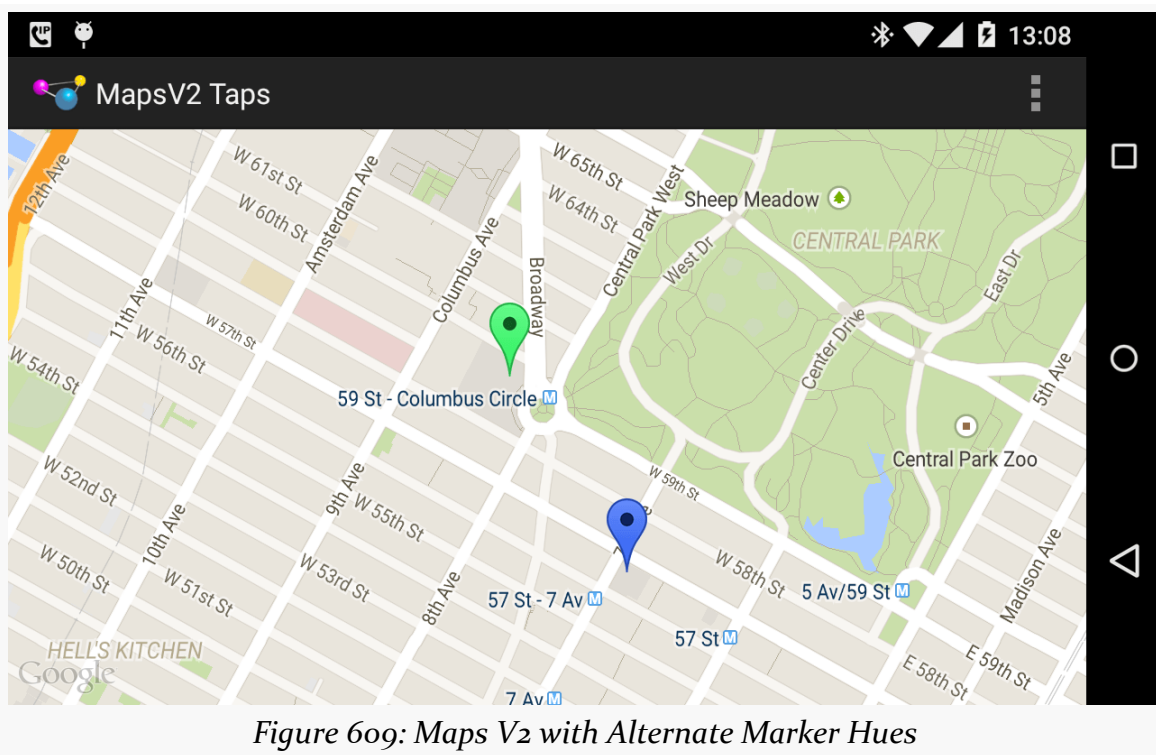 13:08
MapsV2 Taps
12th Ave
W 61st St
W 60th St
Amsterdam Ave
Columbus Ave
Broadway
W 65th St
W 64th St
Central Park West
Sheep Meadow
CENTRAL PARK
West Dr
East Dr
11th Ave
W 57th St
W 56th St
W 54th St
Center Drive
5th Ave
59 St - Columbus Circle M
Central Park Zoo
W 52nd St
9th Ave
W 59th St
W 55th St
10th Ave
W 50th St
W 51st St
W 53rd St
8th Ave
W 58th St
Madison Ave
57 St - 7 Av M
5 Av/59 St M
57 St M
HELL'S KITCHEN
Google
E 58th St
E 59th St
7 Av M
Figure 609: Maps V2 with Alternate Marker Hues